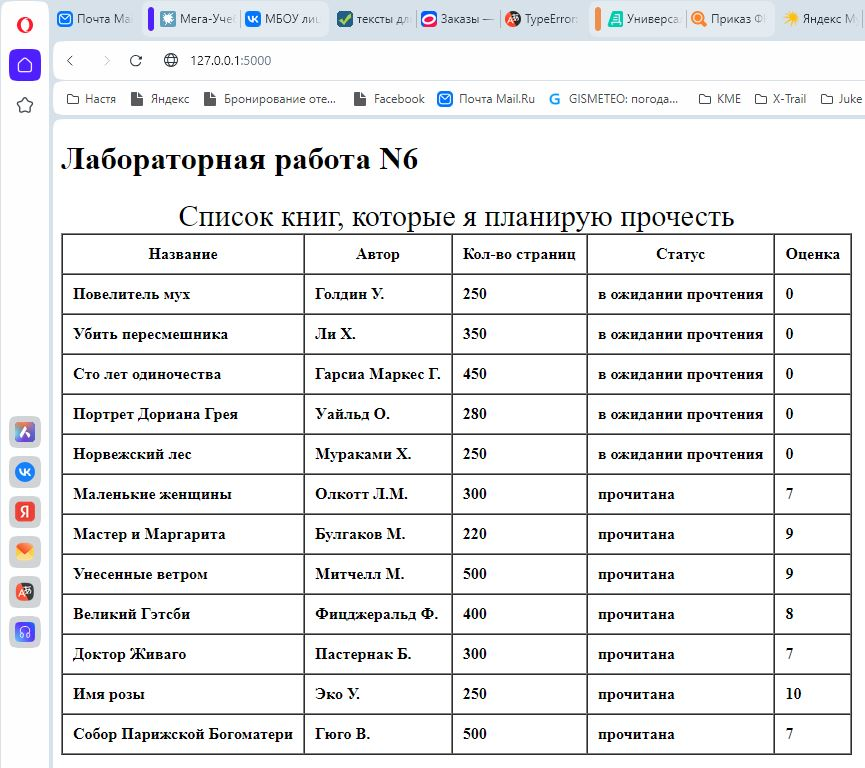 Почта Ma Мега-Учеб МБОУ лиц тексты дл Заказы — TypeError: Универса Приказ Ф Яндекс М
127.0.0.1:5000
Настя Яндекс Бронирование оте... Facebook Почта Mail.Ru GISMETEO: погода... KME X-Trail Juke
Лабораторная работа N6
Список книг, которые я планирую прочесть
Название Автор Кол-во страниц Статус Оценка
Повелитель мух Голдин У. 250 в ожидании прочтения 0
Убить пересмешника Ли Х. 350 в ожидании прочтения 0
Сто лет одиночества Гарсиа Маркес Г. 450 в ожидании прочтения 0
Портрет Дориана Грея Уайльд О. 280 в ожидании прочтения 0
Норвежский лес Мураками Х. 250 в ожидании прочтения 0
Маленькие женщины Олкотт Л.М. 300 прочитана 7
Мастер и Маргарита Булгаков М. 220 прочитана 9
Унесенные ветром Митчелл М. 500 прочитана 9
Великий Гэтсби Фицджеральд Ф. 400 прочитана 8
Доктор Живаго Пастернак Б. 300 прочитана 7
Имя розы Эко У. 250 прочитана 10
Собор Парижской Богоматери Гюго В. 500 прочитана 7